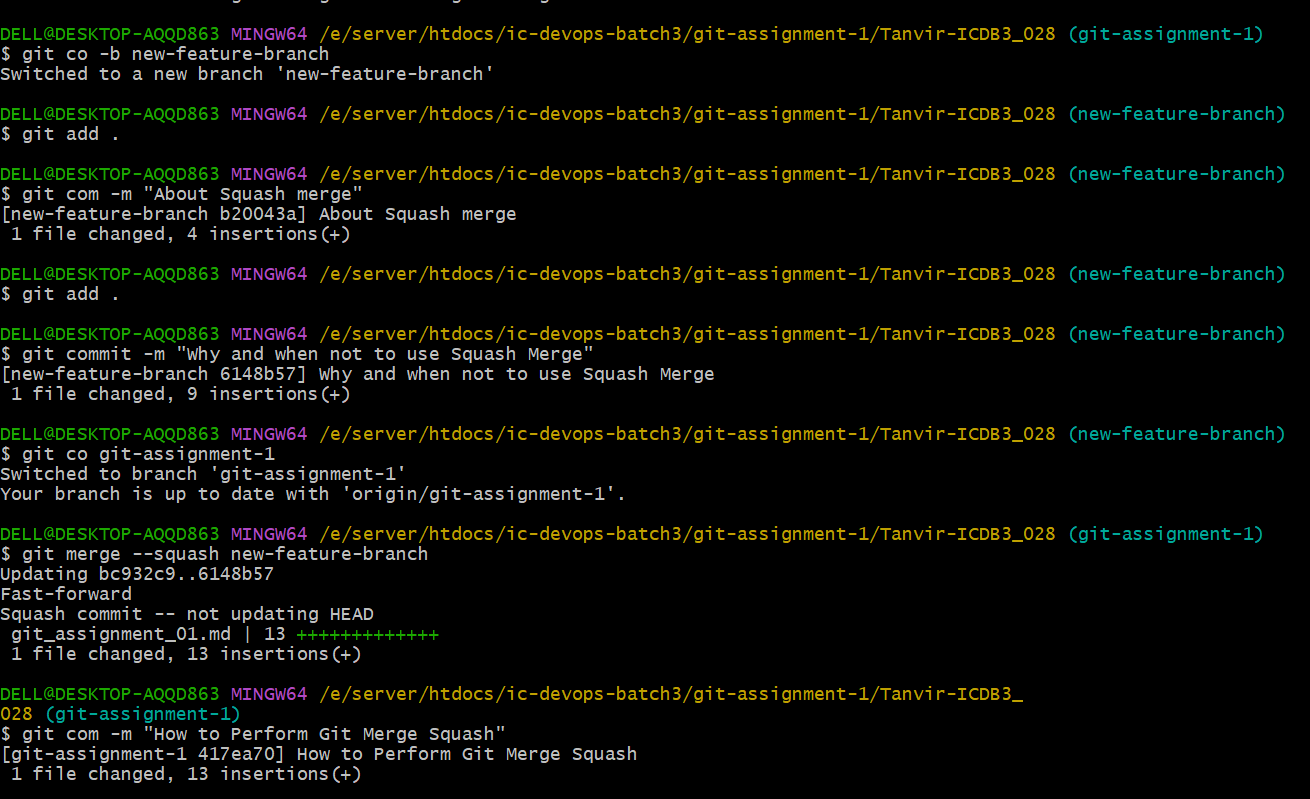 DELL@DESKTOP-AQQD863 MINGW64 /e/server/htdocs/ic-devops-batch3/git-assignment-1/Tanvir-ICDB3_028 (git-assignment-1)
$ git co -b new-feature-branch
Switched to a new branch 'new-feature-branch'
DELL@DESKTOP-AQQD863 MINGW64 /e/server/htdocs/ic-devops-batch3/git-assignment-1/Tanvir-ICDB3_028 (new-feature-branch)
$ git add .
DELL@DESKTOP-AQQD863 MINGW64 /e/server/htdocs/ic-devops-batch3/git-assignment-1/Tanvir-ICDB3_028 (new-feature-branch)
$ git com -m "About Squash merge"
[new-feature-branch b20043a] About Squash merge
 1 file changed, 4 insertions(+)
DELL@DESKTOP-AQQD863 MINGW64 /e/server/htdocs/ic-devops-batch3/git-assignment-1/Tanvir-ICDB3_028 (new-feature-branch)
$ git add .
DELL@DESKTOP-AQQD863 MINGW64 /e/server/htdocs/ic-devops-batch3/git-assignment-1/Tanvir-ICDB3_028 (new-feature-branch)
$ git commit -m "Why and when not to use Squash Merge"
[new-feature-branch 6148b57] Why and when not to use Squash Merge
 1 file changed, 9 insertions(+)
DELL@DESKTOP-AQQD863 MINGW64 /e/server/htdocs/ic-devops-batch3/git-assignment-1/Tanvir-ICDB3_028 (new-feature-branch)
$ git co git-assignment-1
Switched to branch 'git-assignment-1'
Your branch is up to date with 'origin/git-assignment-1'.
DELL@DESKTOP-AQQD863 MINGW64 /e/server/htdocs/ic-devops-batch3/git-assignment-1/Tanvir-ICDB3_028 (git-assignment-1)
$ git merge --squash new-feature-branch
Updating bc932c9..6148b57
Fast-forward
Squash commit -- not updating HEAD
 git_assignment_01.md | 13 +++++++++++++
 1 file changed, 13 insertions(+)
DELL@DESKTOP-AQQD863 MINGW64 /e/server/htdocs/ic-devops-batch3/git-assignment-1/Tanvir-ICDB3_
028 (git-assignment-1)
$ git com -m "How to Perform Git Merge Squash"
[git-assignment-1 417ea70] How to Perform Git Merge Squash
 1 file changed, 13 insertions(+)